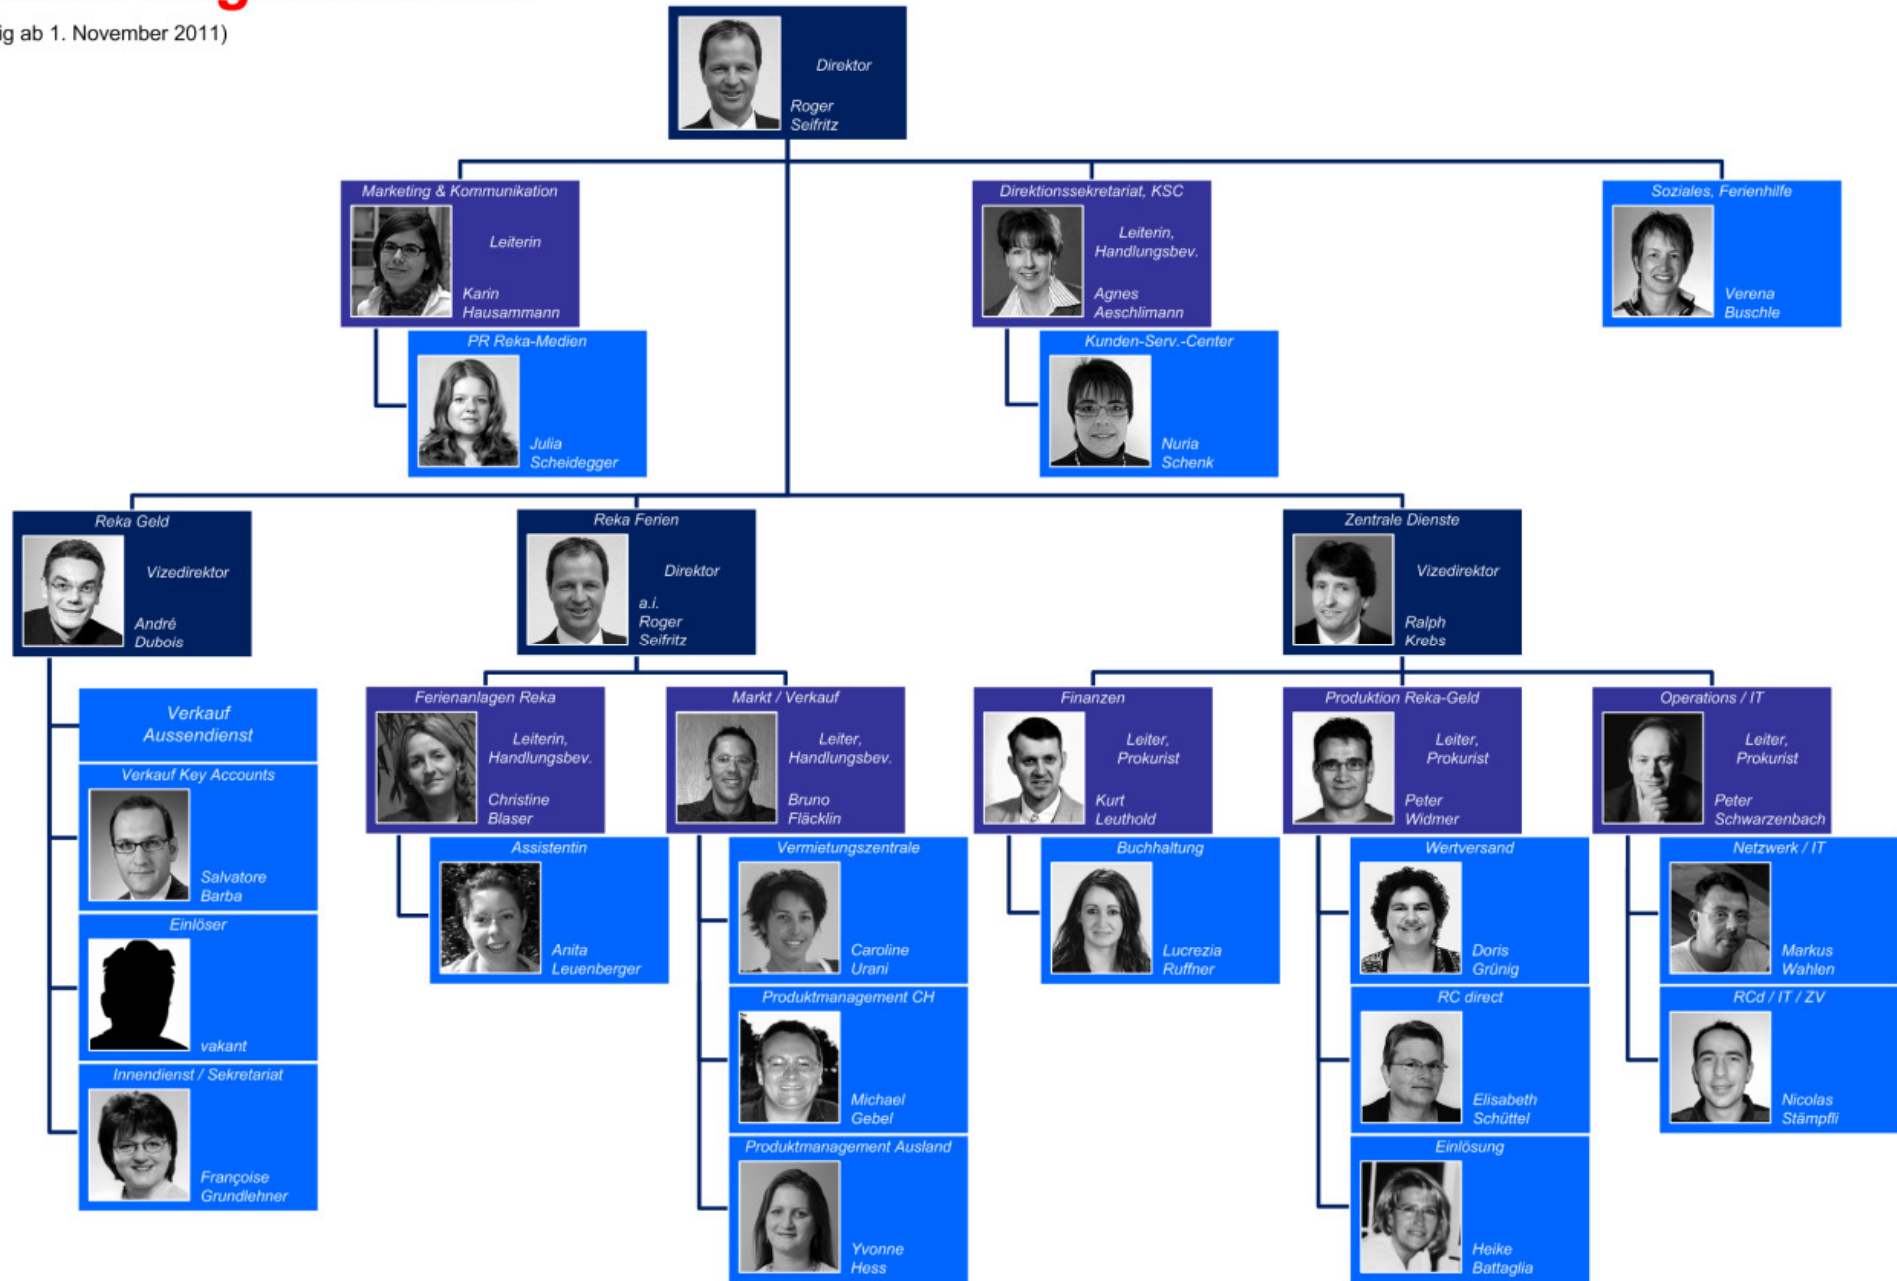 ig ab 1. November 2011)
Direktor
Roger
Seifritz
Marketing & Kommunikation
Leiterin
Karin
Hausammann
Direktionssekretariat, KSC
Leiterin,
Handlungsbev.
Agnes
Aeschlimann
Soziales, Ferienhilfe
Verena
Buschle
PR Reka-Medien
Julia
Scheidegger
Kunden-Serv.-Center
Nuria
Schenk
Reka Geld
Vizedirektor
André
Dubois
Reka Ferien
Direktor
a.i.
Roger
Seifritz
Zentrale Dienste
Vizedirektor
Ralph
Krebs
Verkauf
Aussendienst
Verkauf Key Accounts
Salvatore
Barba
Einlöser
vakant
Innendienst / Sekretariat
Françoise
Grundlehner
Ferienanlagen Reka
Leiterin,
Handlungsbev.
Christine
Blaser
Assistentin
Anita
Leuenberger
Markt / Verkauf
Leiter,
Handlungsbev.
Bruno
Fläcklin
Vermietungszentrale
Caroline
Urani
Produktmanagement CH
Michael
Gebel
Produktmanagement Ausland
Yvonne
Hess
Finanzen
Leiter,
Prokurist
Kurt
Leuthold
Buchhaltung
Lucrezia
Ruffner
Produktion Reka-Geld
Leiter,
Prokurist
Peter
Widmer
Wertversand
Doris
Grünig
RC direct
Elisabeth
Schüttel
Einlösung
Heike
Battaglia
Operations / IT
Leiter,
Prokurist
Peter
Schwarzenbach
Netzwerk / IT
Markus
Wahlen
RCd / IT / ZV
Nicolas
Stämpfli